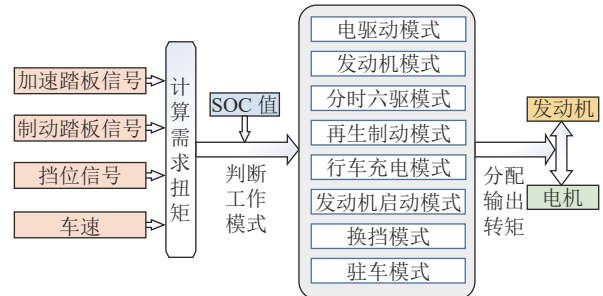 加速踏板信号
制动踏板信号
挡位信号
车速
计算需求扭矩
SOC 值
判断
工作
模式
电驱动模式
发动机模式
分时六驱模式
再生制动模式
行车充电模式
发动机启动模式
换挡模式
驻车模式
分配
输出
转矩
发动机
电机